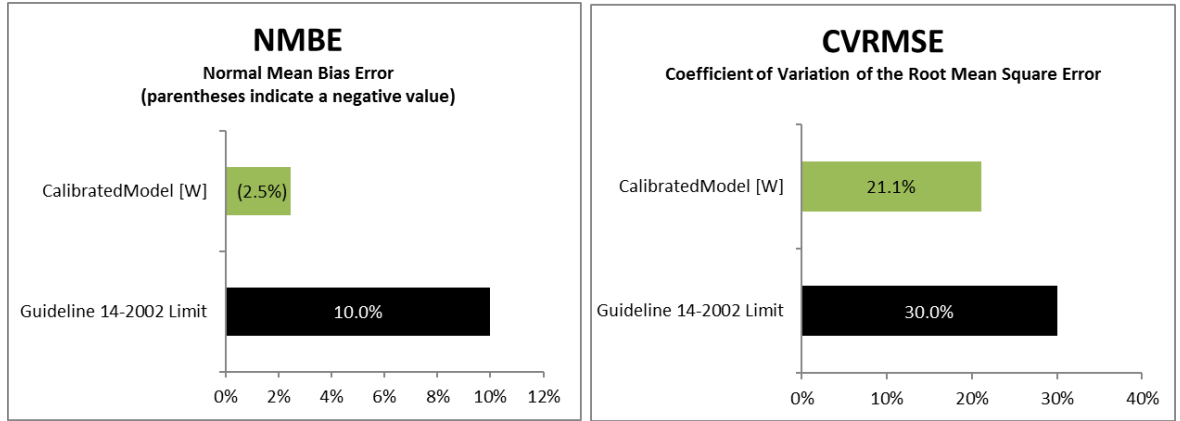 NMBE
Normal Mean Bias Error
(parentheses indicate a negative value)
CalibratedModel [W]
(2.5%)
Guideline 14-2002 Limit
10.0%
0% 2% 4% 6% 8% 10% 12%
CVRMSE
Coefficient of Variation of the Root Mean Square Error
CalibratedModel [W]
21.1%
Guideline 14-2002 Limit
30.0%
0% 10% 20% 30% 40%